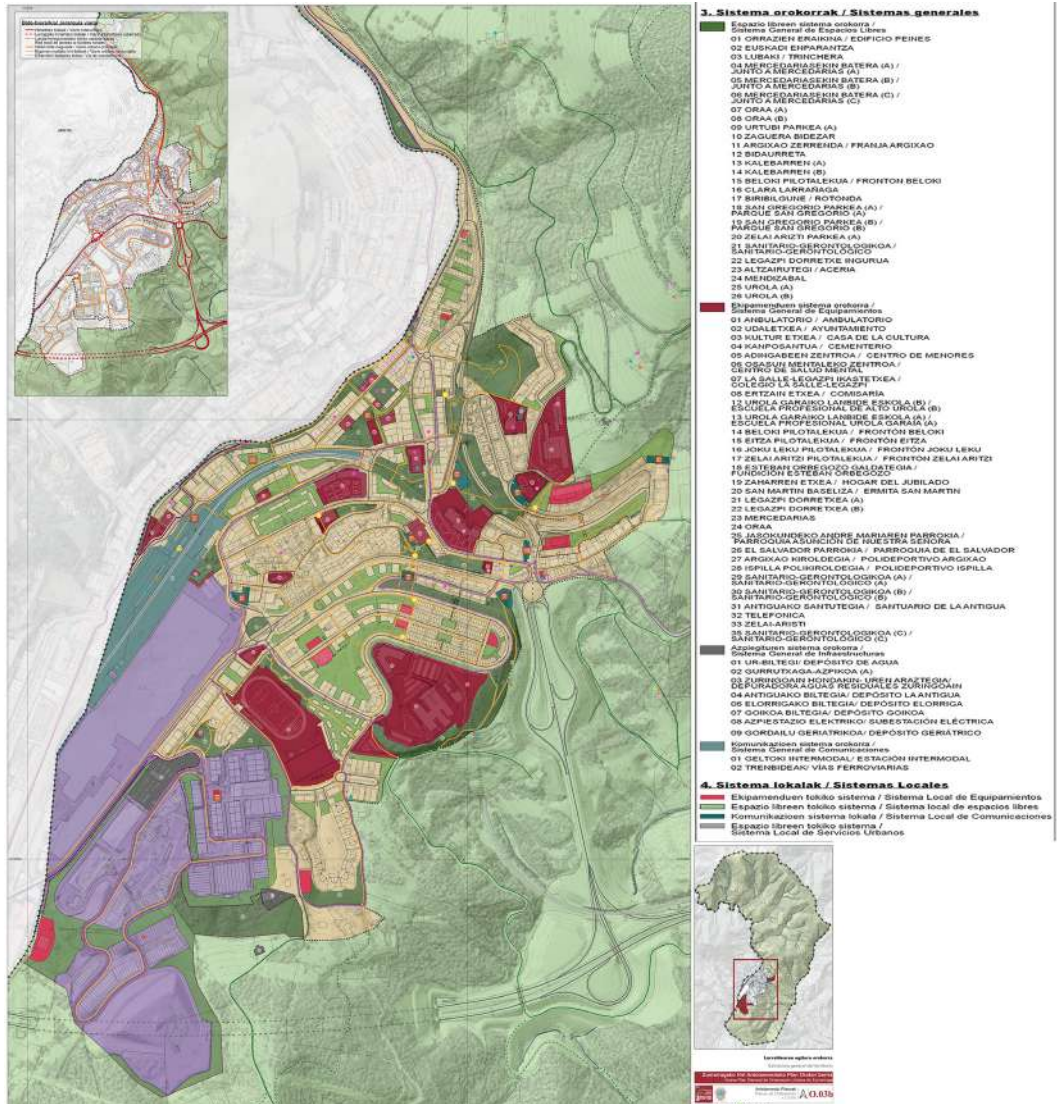 3. Sistema orokorrak / Sistemas generales
Espazio libreen sistema orokorra /
Sistema General de Espacios Libres
01 ORRAZIEN ERAIKINA / EDIFICIO PEINES
02 EUSKADI ENPARANTZA
03 LUBAKI / TRINCHERA
04 MERCEDARIASEKIN BATERA (A) /
JUNTO A MERCEDARIAS (A)
05 MERCEDARIASEKIN BATERA (B) /
JUNTO A MERCEDARIAS (B)
06 MERCEDARIASEKIN BATERA (C) /
JUNTO A MERCEDARIAS (C)
07 ORAA (A)
08 ORAA (B)
09 URTUBI PARKEA (A)
10 ZAGUERA BIDEZAR
11 ARGIXAO ZERRENDA / FRANJA ARGIXAO
12 BIDAURRETA
13 KALEBARREN (A)
14 KALEBARREN (B)
15 BELOKI PILOTALEKUA / FRONTON BELOKI
16 CLARA LARRAÑAGA
17 BIRIBILGUNE / ROTONDA
18 SAN GREGORIO PARKEA (A) /
PARQUE SAN GREGORIO (A)
19 SAN GREGORIO PARKEA (B) /
PARQUE SAN GREGORIO (B)
20 ZELAI ARIZTI PARKEA (A)
21 SANITARIO-GERONTOLOGIKOA /
SANITARIO-GERONTOLÓGICO
22 LEGAZPI DORRETXE INGURUA
23 ALTZAIRUTEGI / ACERIA
24 MENDIZABAL
25 UROLA (A)
26 UROLA (B)
Ekipamenduen sistema orokorra /
Sistema General de Equipamientos
01 ANBULATORIO / AMBULATORIO
02 UDALETXEA / AYUNTAMIENTO
03 KULTUR ETXEA / CASA DE LA CULTURA
04 KANPOSANTUA / CEMENTERIO
05 ADINGABEEN ZENTROA / CENTRO DE MENORES
06 OSASUN MENTALEKO ZENTROA /
CENTRO DE SALUD MENTAL
07 LA SALLE-LEGAZPI IKASTETXEA /
COLEGIO LA SALLE-LEGAZPI
08 ERTZAIN ETXEA / COMISARÍA
12 UROLA GARAIKO LANBIDE ESKOLA (B) /
ESCUELA PROFESIONAL DE ALTO UROLA (B)
13 UROLA GARAIKO LANBIDE ESKOLA (A) /
ESCUELA PROFESIONAL UROLA GARAIA (A)
14 BELOKI PILOTALEKUA / FRONTÓN BELOKI
15 EITZA PILOTALEKUA / FRONTÓN EITZA
16 JOKU LEKU PILOTALEKUA / FRONTÓN JOKU LEKU
17 ZELAI ARITZI PILOTALEKUA / FRONTÓN ZELAI ARITZI
18 ESTEBAN ORBEGOZO GALDATEGIA /
FUNDICIÓN ESTEBAN ORBEGOZO
19 ZAHARREN ETXEA / HOGAR DEL JUBILADO
20 SAN MARTIN BASELIZA / ERMITA SAN MARTIN
21 LEGAZPI DORRETXEA (A)
22 LEGAZPI DORRETXEA (B)
23 MERCEDARIAS
24 ORAA
25 JASOKUNDEKO ANDRE MARIAREN PARROKIA /
PARROQUIA ASUNCIÓN DE NUESTRA SEÑORA
26 EL SALVADOR PARROKIA / PARROQUIA DE EL SALVADOR
27 ARGIXAO KIROLDEGIA / POLIDEPORTIVO ARGIXAO
28 ISPILLA POLIKIROLDEGIA / POLIDEPORTIVO ISPILLA
29 SANITARIO-GERONTOLOGIKOA (A) /
SANITARIO-GERONTOLÓGICO (A)
30 SANITARIO-GERONTOLOGIKOA (B) /
SANITARIO-GERONTOLÓGICO (B)
31 ANTIGUAKO SANTUTEGIA / SANTUARIO DE LA ANTIGUA
32 TELEFONICA
33 ZELAI-ARISTI
35 SANITARIO-GERONTOLOGIKOA (C) /
SANITARIO-GERONTOLÓGICO (C)
Azpiegituren sistema orokorra /
Sistema General de Infraestructuras
01 UR-BILTEGI/ DEPÓSITO DE AGUA
02 GURRUTXAGA-AZPIKOA (A)
03 ZURINGOAIN HONDAKIN- UREN ARAZTEGIA/
DEPURADORA AGUAS RESIDUALES ZURINGOAIN
04 ANTIGUAKO BILTEGIA/ DEPÓSITO LA ANTIGUA
06 ELORRIGAKO BILTEGIA/ DEPÓSITO ELORRIGA
07 GOIKOA BILTEGIA/ DEPÓSITO GOIKOA
08 AZPIESTAZIO ELEKTRIKO/ SUBESTACIÓN ELÉCTRICA
09 GORDAILU GERIATRIKOA/ DEPÓSITO GERIÁTRICO
Komunikazioen sistema orokorra /
Sistema General de Comunicaciones
01 GELTOKI INTERMODAL/ ESTACIÓN INTERMODAL
02 TRENBIDEAK/ VÍAS FERROVIARIAS
4. Sistema lokalak / Sistemas Locales
Ekipamenduen tokiko sistema / Sistema Local de Equipamientos
Espazio libreen tokiko sistema / Sistema local de espacios libres
Komunikazioen sistema lokala / Sistema Local de Comunicaciones
Espazio libreen tokiko sistema /
Sistema Local de Servicios Urbanos
O.03b